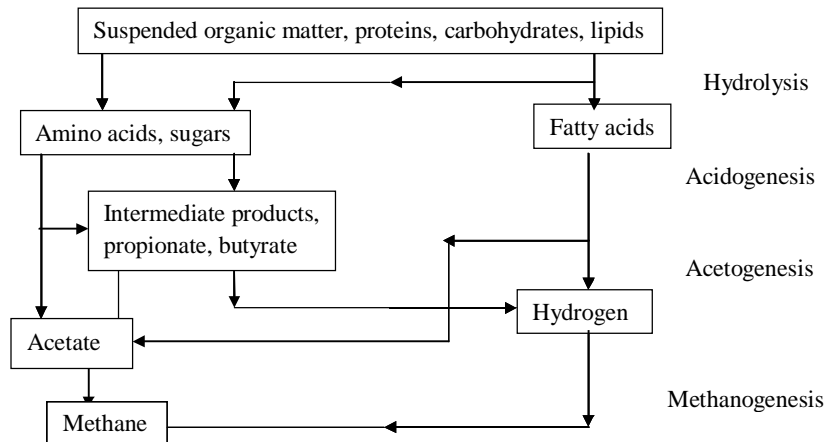 Suspended organic matter, proteins, carbohydrates, lipids
Hydrolysis
Amino acids, sugars
Fatty acids
Acidogenesis
Intermediate products,
propionate, butyrate
Acetogenesis
Hydrogen
Acetate
Methanogenesis
Methane